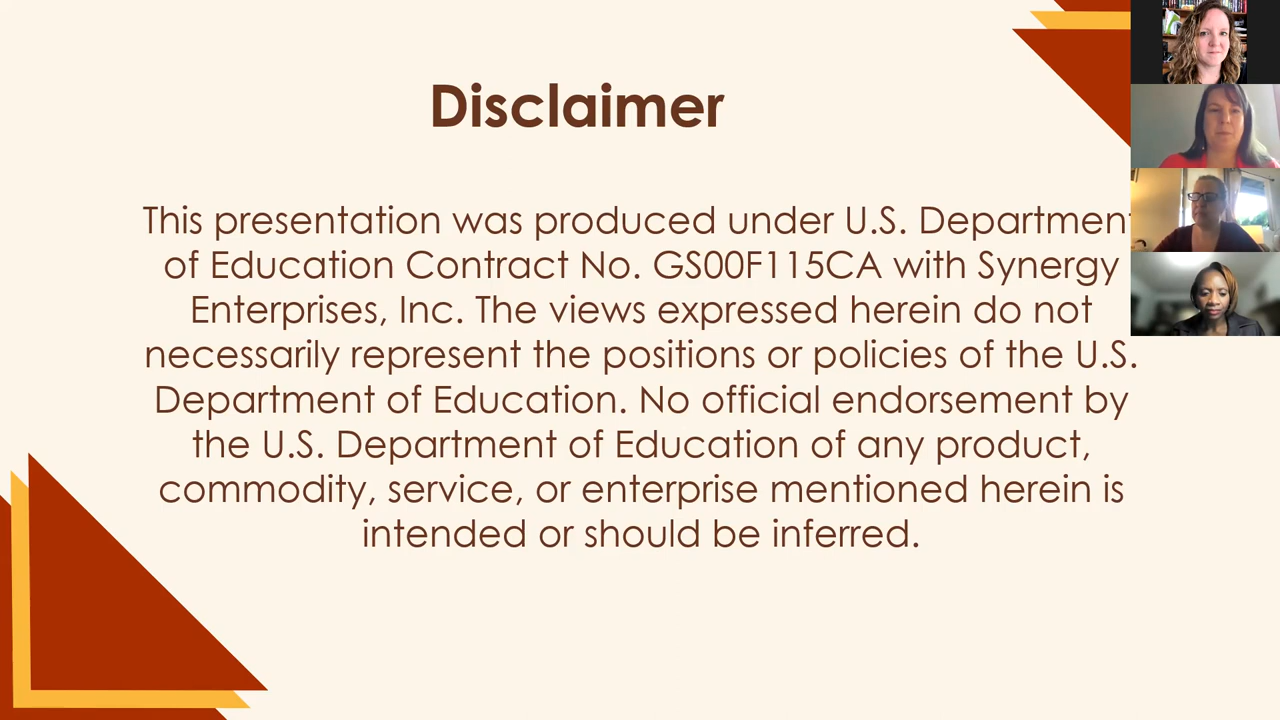 Disclaimer
This presentation was produced under U.S. Department
of Education Contract No. GS00F115CA with Synergy
Enterprises, Inc. The views expressed herein do not
necessarily represent the positions or policies of the U.S.
Department of Education. No official endorsement by
the U.S. Department of Education of any product,
commodity, service, or enterprise mentioned herein is
intended or should be inferred.